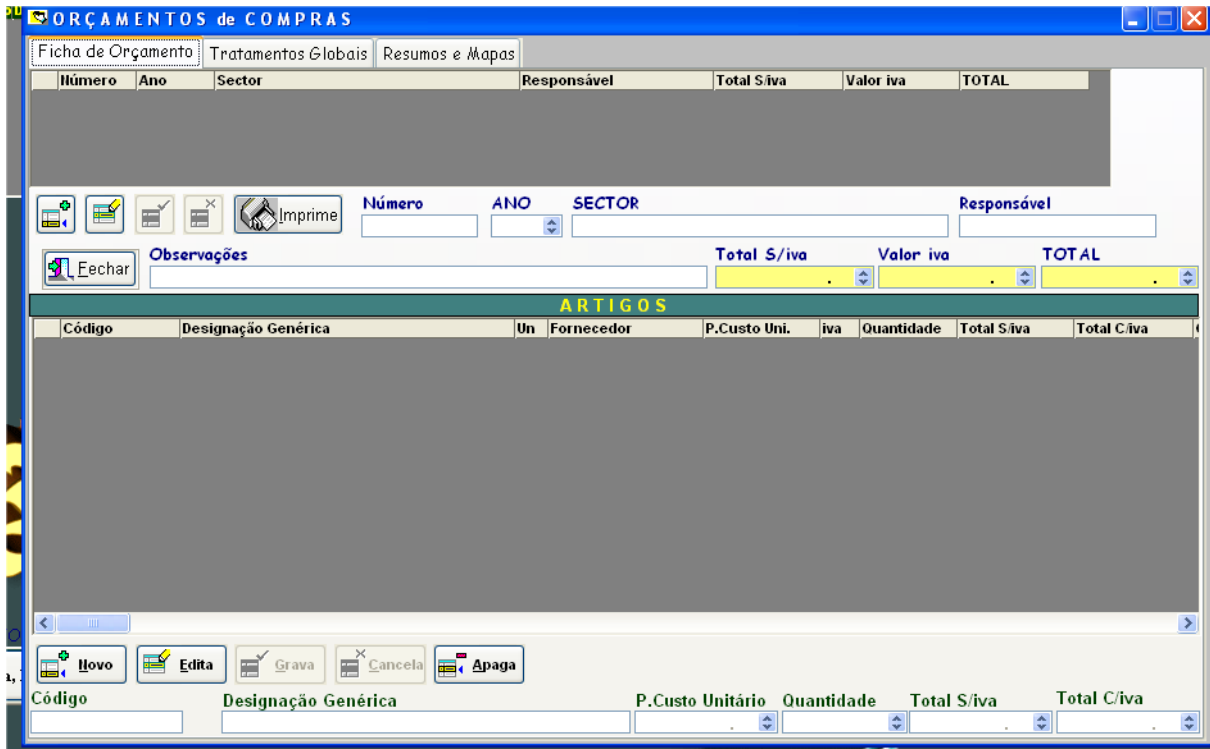 ORÇAMENTOS de COMPRAS
Ficha de Orçamento Tratamentos Globais Resumos e Mapas
Número Ano Sector Responsável Total S/iva Valor iva TOTAL
Número ANO SECTOR Responsável
Imprime
Observações Total S/iva Valor iva TOTAL
Fechar
. . .
ARTIGOS
Código Designação Genérica Un Fornecedor P.Custo Uni. iva Quantidade Total S/iva Total C/iva
Novo Edita Grava Cancela Apaga
Código Designação Genérica P.Custo Unitário Quantidade Total S/iva Total C/iva
. . .